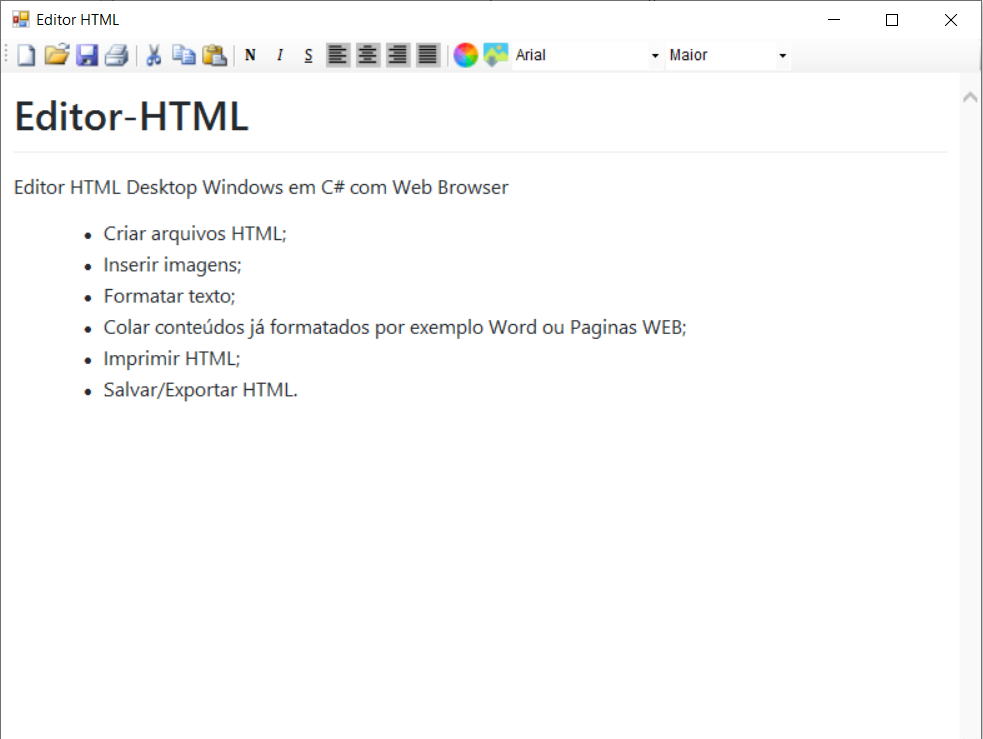 Editor HTML
N I S Arial Maior
Editor-HTML
Editor HTML Desktop Windows em C# com Web Browser
• Criar arquivos HTML;
• Inserir imagens;
• Formatar texto;
• Colar conteúdos já formatados por exemplo Word ou Paginas WEB;
• Imprimir HTML;
• Salvar/Exportar HTML.